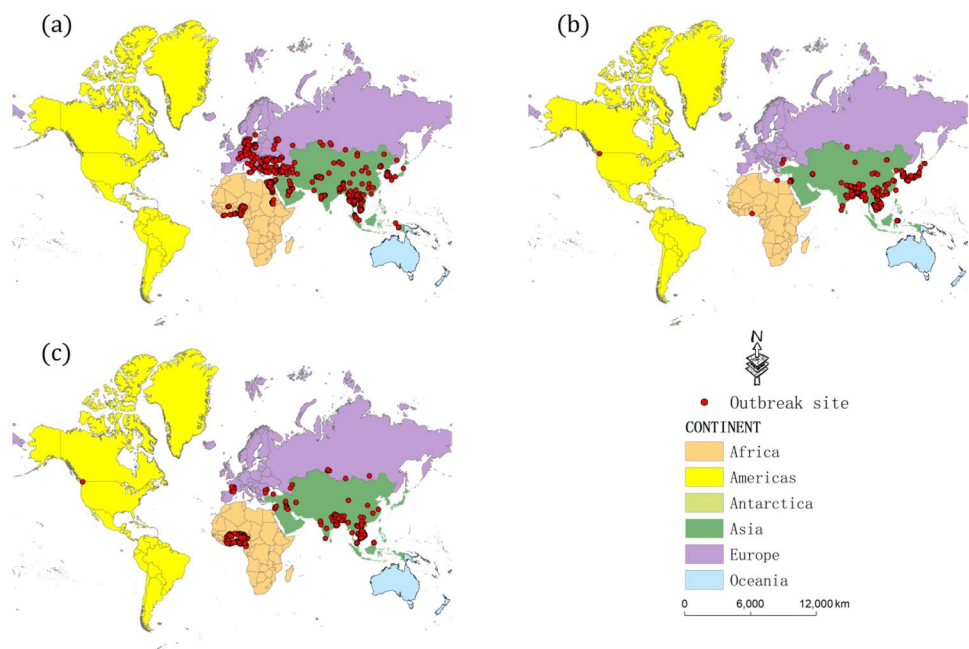 (a)
(b)
(c)
N
Outbreak site
CONTINENT
Africa
Americas
Antarctica
Asia
Europe
Oceania
0 6,000 12,000 km